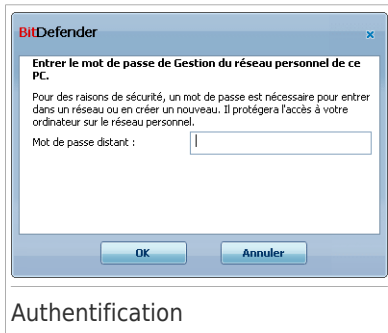 BitDefender
Entrer le mot de passe de Gestion du réseau personnel de ce
PC.
Pour des raisons de sécurité, un mot de passe est nécessaire pour entrer
dans un réseau ou en créer un nouveau. Il protégera l'accès à votre
ordinateur sur le réseau personnel.
Mot de passe distant :
OK Annuler
Authentification